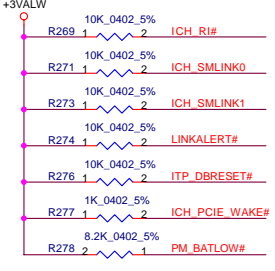 +3VALW
10K_0402_5%
R269 1 2 ICH_RI#
10K_0402_5%
R271 1 2 ICH_SMLINK0
10K_0402_5%
R273 1 2 ICH_SMLINK1
10K_0402_5%
R274 1 2 LINKALERT#
10K_0402_5%
R276 1 2 ITP_DBRESET#
1K_0402_5%
R277 1 2 ICH_PCIE_WAKE#
8.2K_0402_5%
R278 2 1 PM_BATLOW#